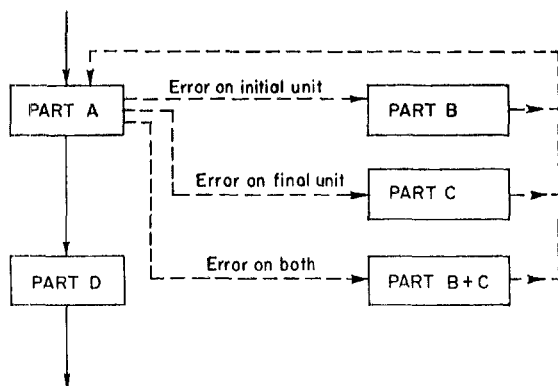 Error on initial unit
PART A
PART B
Error on final unit
PART C
Error on both
PART D
PART B+C